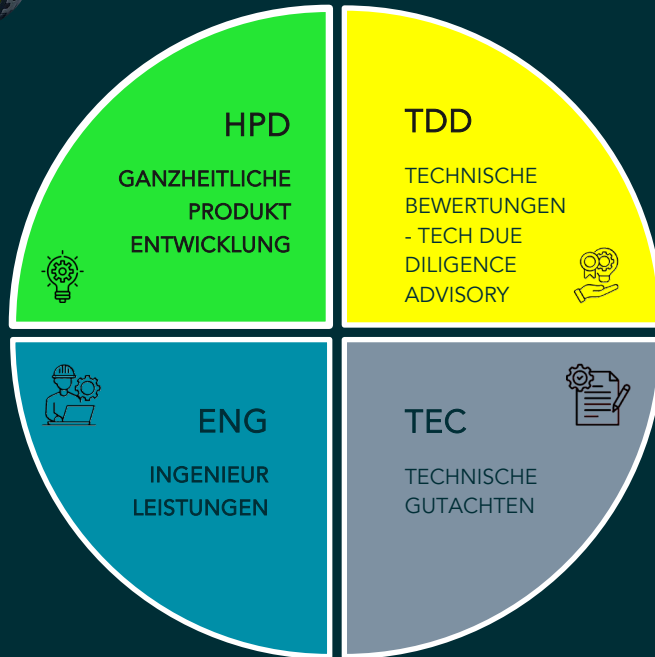 HPD
GANZHEITLICHE
PRODUKT
ENTWICKLUNG
TDD
TECHNISCHE
BEWERTUNGEN
- TECH DUE
DILIGENCE
ADVISORY
ENG
INGENIEUR
LEISTUNGEN
TEC
TECHNISCHE
GUTACHTEN